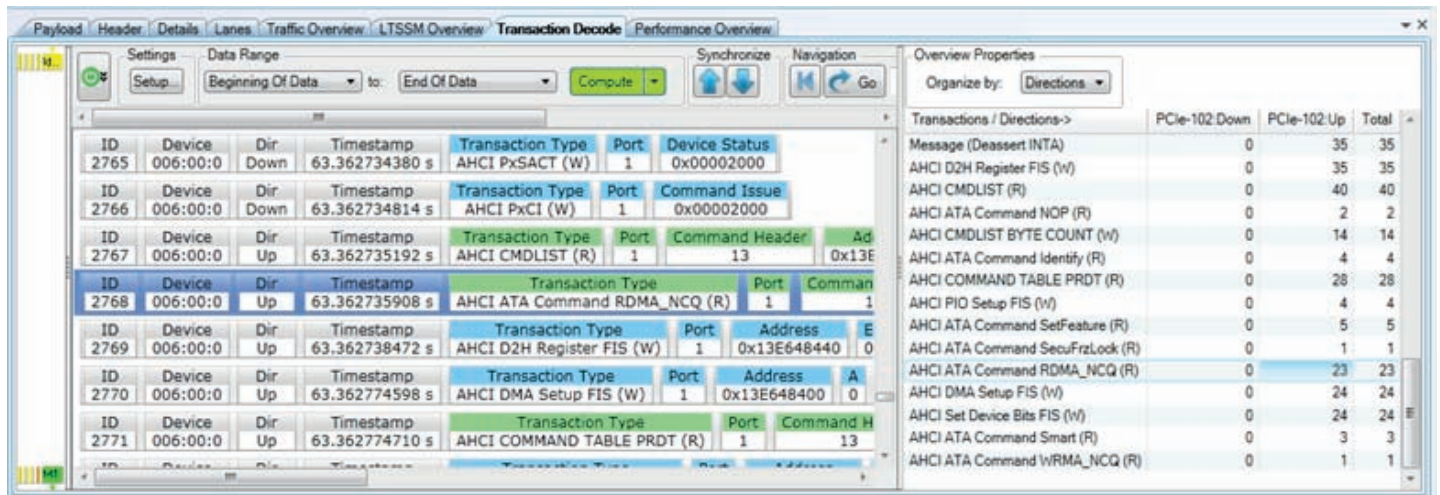 Payload Header Details Lanes Traffic Overview LTSSM Overview Transaction Decode Performance Overview
Settings Data Range Synchronize Navigation
Setup... Beginning Of Data to: End Of Data Compute Go
ID Device Dir Timestamp Transaction Type Port Device Status
2765 006:00:0 Down 63.362734380 s AHCI PxSACT (W) 1 0x00002000
ID Device Dir Timestamp Transaction Type Port Command Issue
2766 006:00:0 Down 63.362734814 s AHCI PxCI (W) 1 0x00002000
ID Device Dir Timestamp Transaction Type Port Command Header Ad
2767 006:00:0 Up 63.362735192 s AHCI CMDLIST (R) 1 13 0x13E
ID Device Dir Timestamp Transaction Type Port Comman
2768 006:00:0 Up 63.362735908 s AHCI ATA Command RDMA_NCQ (R) 1 1
ID Device Dir Timestamp Transaction Type Port Address E
2769 006:00:0 Up 63.362738472 s AHCI D2H Register FIS (W) 1 0x13E648440 0
ID Device Dir Timestamp Transaction Type Port Address A
2770 006:00:0 Up 63.362774598 s AHCI DMA Setup FIS (W) 1 0x13E648400 0
ID Device Dir Timestamp Transaction Type Port Command H
2771 006:00:0 Up 63.362774710 s AHCI COMMAND TABLE PRDT (R) 1 13
Overview Properties
Organize by: Directions
Transactions / Directions-> PCIe-102:Down PCIe-102:Up Total
Message (Deassert INTA) 0 35 35
AHCI D2H Register FIS (W) 0 35 35
AHCI CMDLIST (R) 0 40 40
AHCI ATA Command NOP (R) 0 2 2
AHCI CMDLIST BYTE COUNT (W) 0 14 14
AHCI ATA Command Identify (R) 0 4 4
AHCI COMMAND TABLE PRDT (R) 0 28 28
AHCI PIO Setup FIS (W) 0 4 4
AHCI ATA Command SetFeature (R) 0 5 5
AHCI ATA Command SecuFrzLock (R) 0 1 1
AHCI ATA Command RDMA_NCQ (R) 0 23 23
AHCI DMA Setup FIS (W) 0 24 24
AHCI Set Device Bits FIS (W) 0 24 24
AHCI ATA Command Smart (R) 0 3 3
AHCI ATA Command WRMA_NCQ (R) 0 1 1